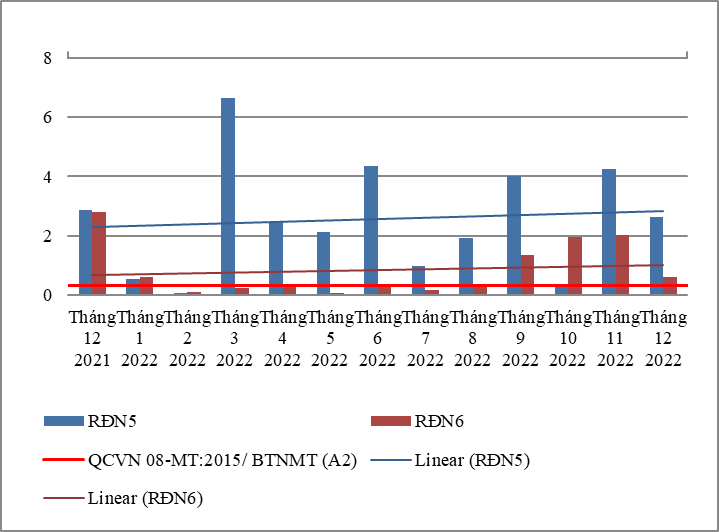 8
6
4
2
0
Tháng Tháng Tháng Tháng Tháng Tháng Tháng Tháng Tháng Tháng Tháng Tháng Tháng
12 1 2 3 4 5 6 7 8 9 10 11 12
2021 2022 2022 2022 2022 2022 2022 2022 2022 2022 2022 2022 2022
RĐN5 RĐN6
QCVN 08-MT:2015/ BTNMT (A2) Linear (RĐN5)
Linear (RĐN6)